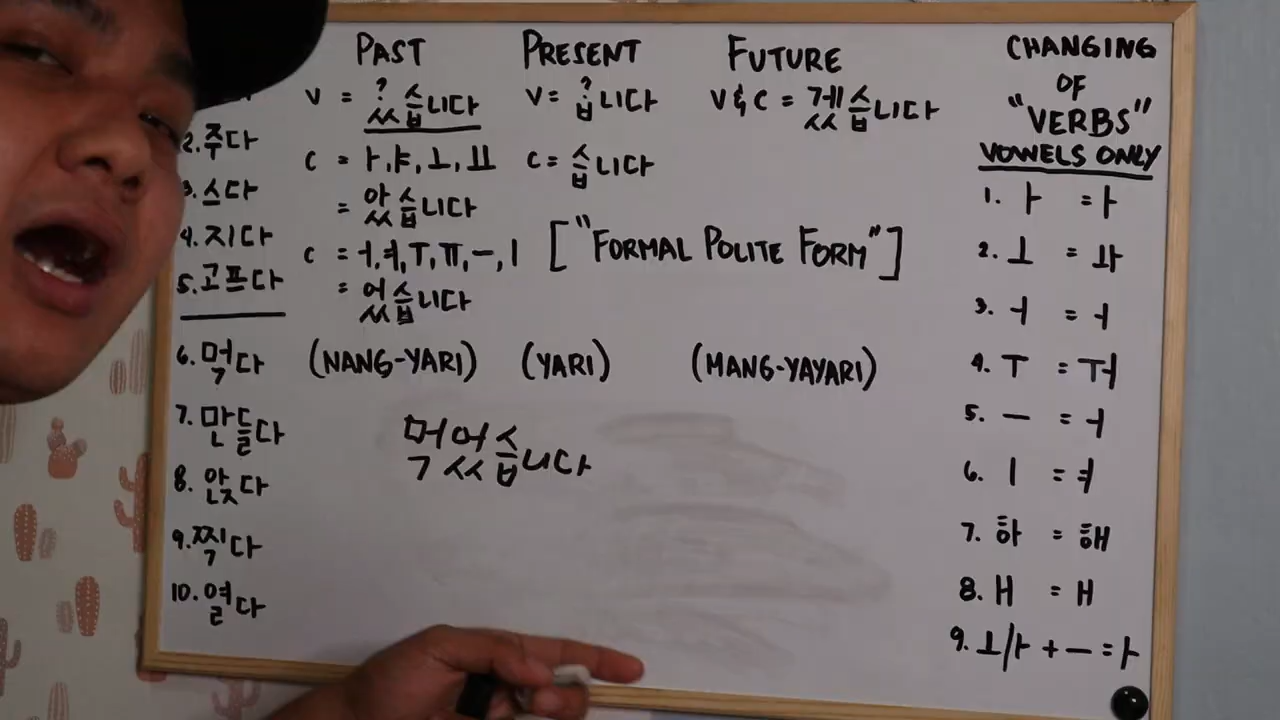 2. 주다
3. 스다
4. 지다
5. 고프다
6. 먹다
7. 만들다
8. 앉다
9. 찍다
10. 열다
PAST
V = ?ㅆ습니다
C = ㅏ, ㅑ, ㅗ, ㅛ
= 았습니다
C = ㅓ, ㅕ, ㅜ, ㅠ, ㅡ, ㅣ
= 었습니다
(NANG-YARI)
PRESENT
V = ?ㅂ니다
C = 습니다
(YARI)
FUTURE
V & C = 겠습니다
["FORMAL POLITE FORM"]
(MANG-YAYARI)
먹었습니다
CHANGING
OF
"VERBS"
VOWELS ONLY
1. ㅏ = ㅏ
2. ㅗ = ㅘ
3. ㅓ = ㅓ
4. ㅜ = ㅝ
5. ㅡ = ㅓ
6. ㅣ = ㅕ
7. 하 = 해
8. ㅐ = ㅐ
9. ㅗ/ㅏ + ㅡ = ㅏ